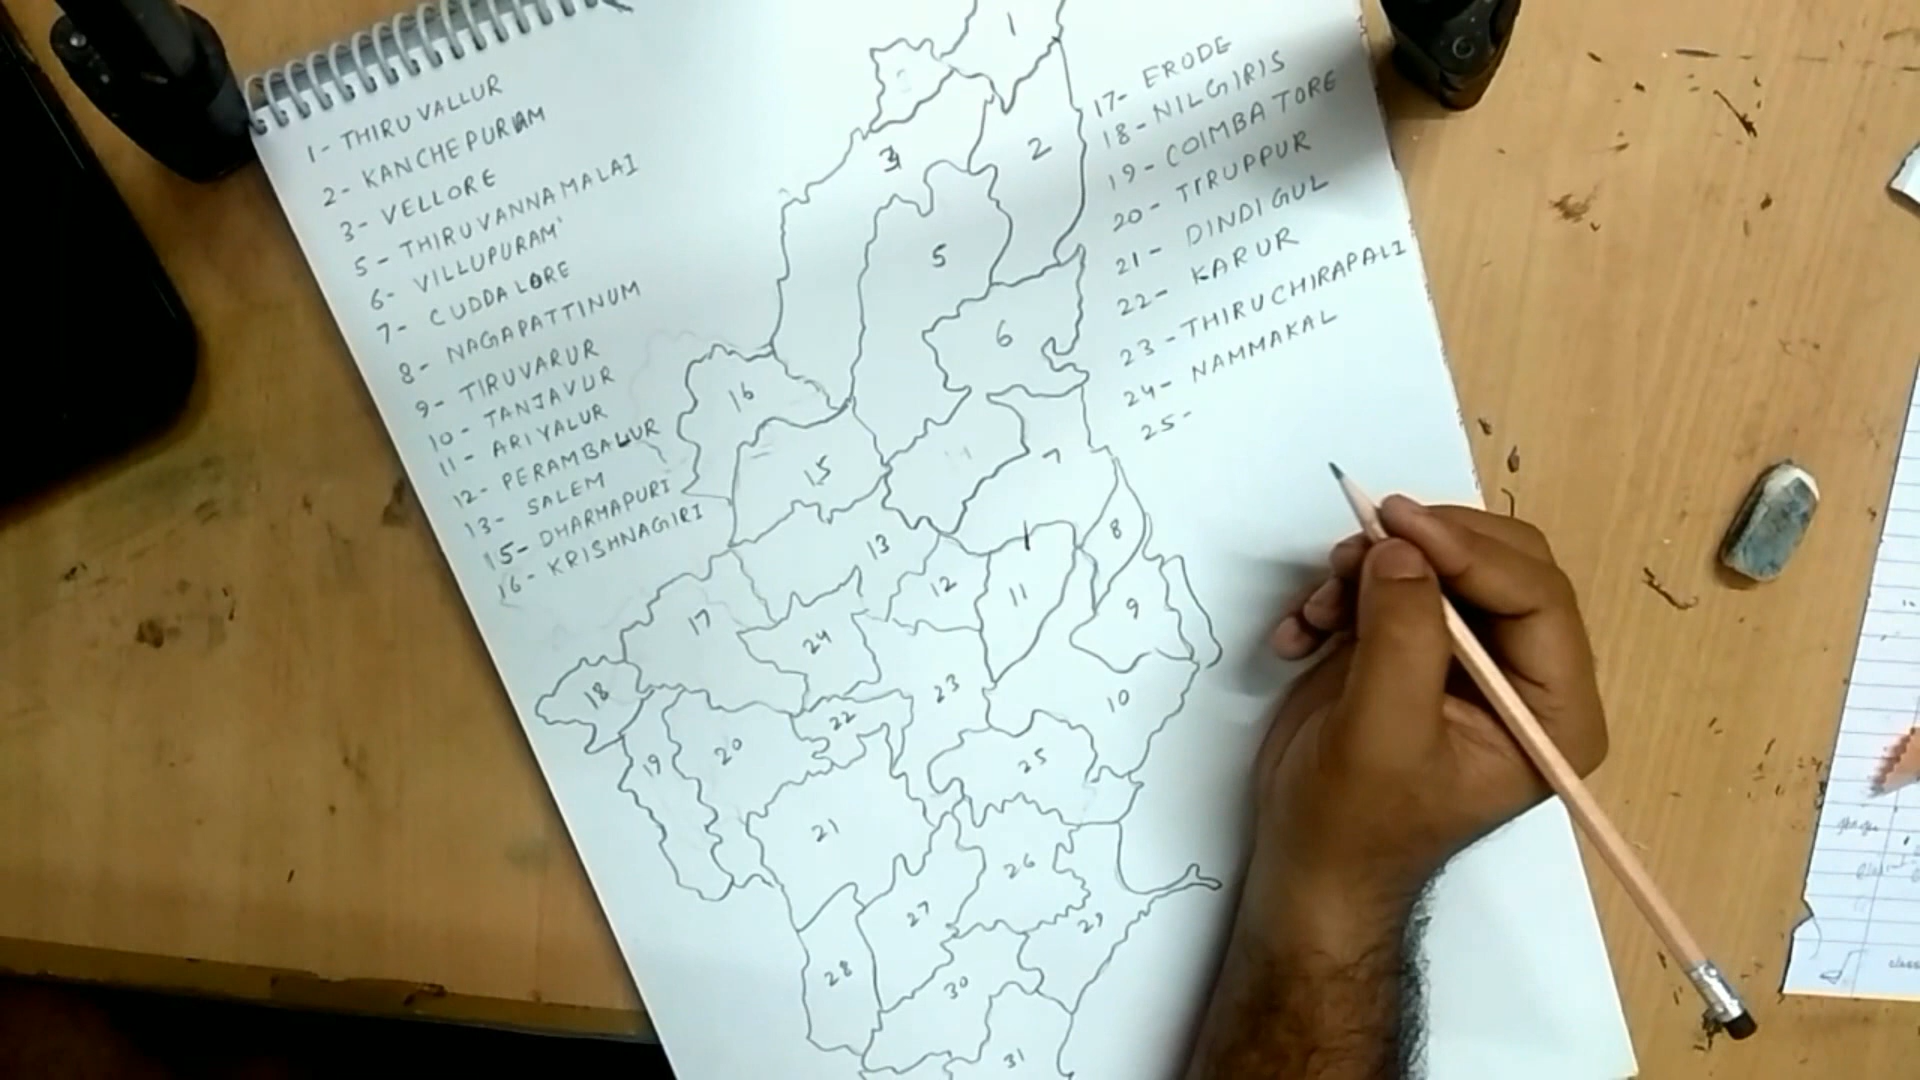 1- THIRUVALLUR
2- KANCHEPURAM
3- VELLORE
5- THIRUVANNAMALAI
6- VILLUPURAM
7- CUDDALORE
8- NAGAPATTINUM
9- TIRUVARUR
10- TANJAVUR
11- ARIYALUR
12- PERAMBALUR
13- SALEM
15- DHARMAPURI
16- KRISHNAGIRI
17- ERODE
18- NILGIRIS
19- COIMBATORE
20- TIRUPPUR
21- DINDIGUL
22- KARUR
23- THIRUCHIRAPALI
24- NAMMAKAL
25-
1
2
3
5
6
16
15
7
8
13
12
11
9
17
24
18
23
10
22
20
19
25
21
26
27
29
28
30
31